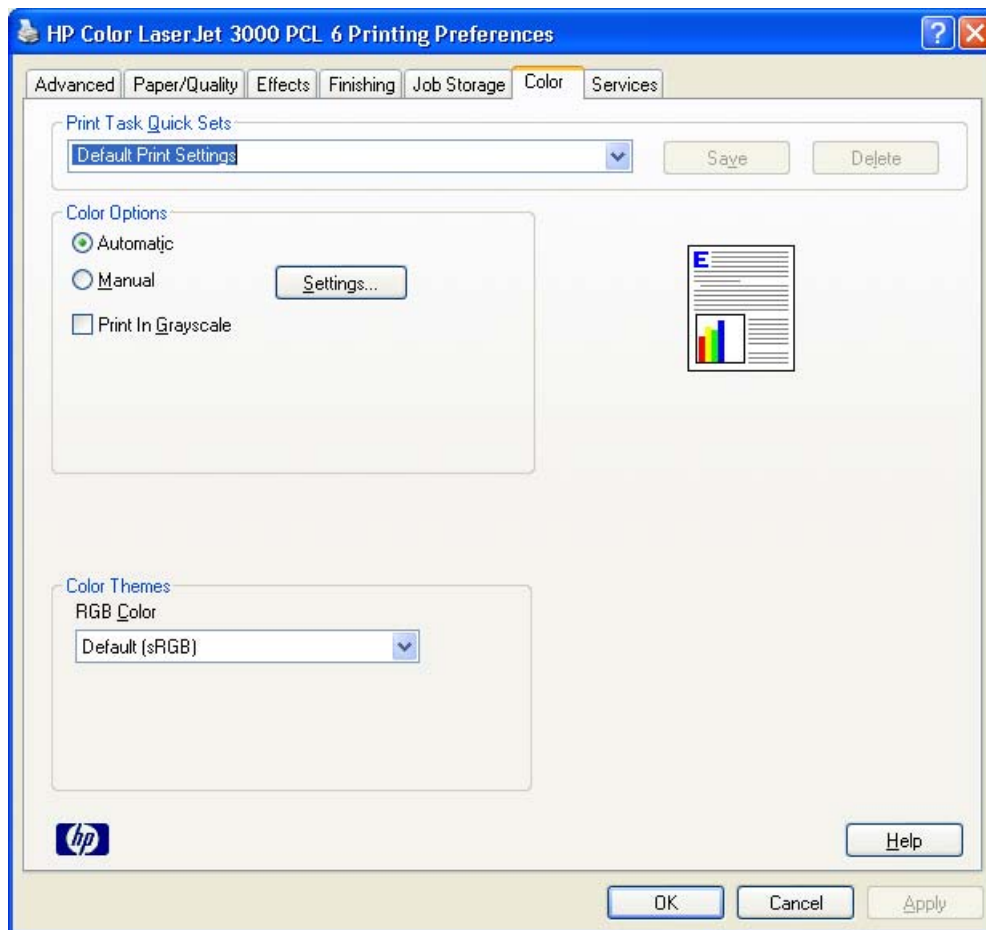 HP Color LaserJet 3000 PCL 6 Printing Preferences
Advanced Paper/Quality Effects Finishing Job Storage Color Services
Print Task Quick Sets
Default Print Settings Save Delete
Color Options
Automatic
Manual Settings...
Print In Grayscale
E
Color Themes
RGB Color
Default (sRGB)
hp Help
OK Cancel Apply